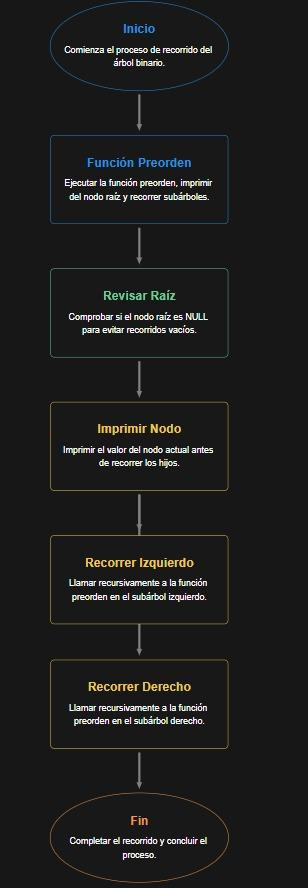 Inicio
Comienza el proceso de recorrido del
árbol binario.
Función Preorden
Ejecutar la función preorden, imprimir
del nodo raíz y recorrer subárboles.
Revisar Raíz
Comprobar si el nodo raíz es NULL
para evitar recorridos vacíos.
Imprimir Nodo
Imprimir el valor del nodo actual antes
de recorrer los hijos.
Recorrer Izquierdo
Llamar recursivamente a la función
preorden en el subárbol izquierdo.
Recorrer Derecho
Llamar recursivamente a la función
preorden en el subárbol derecho.
Fin
Completar el recorrido y concluir el
proceso.